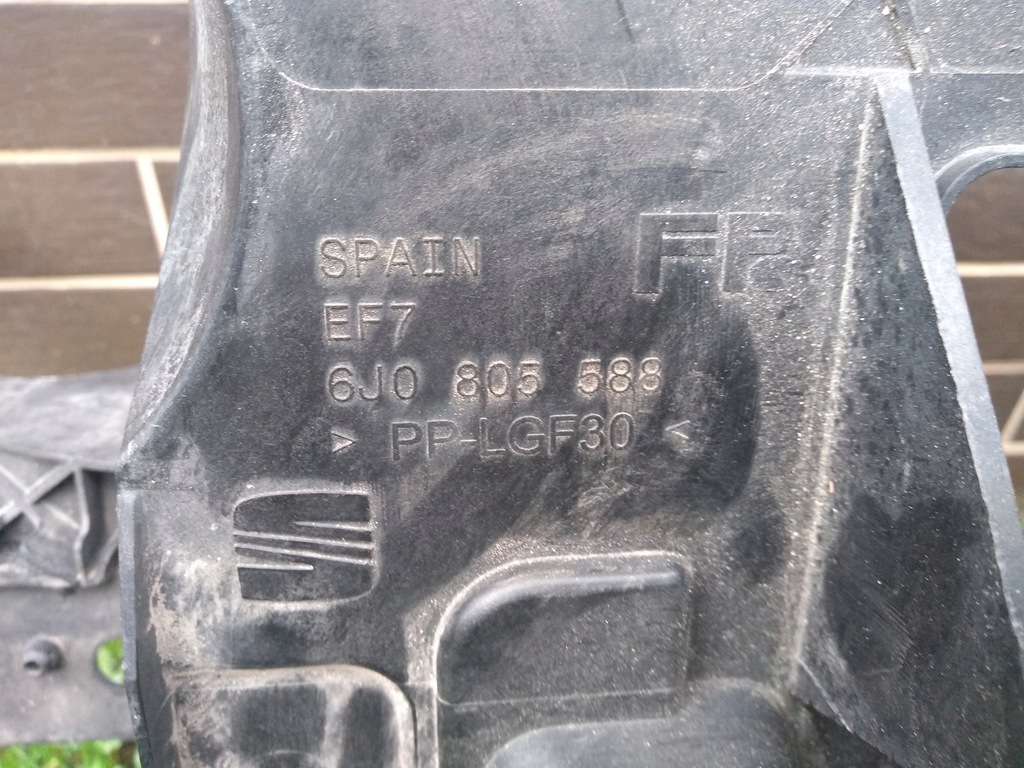 SPAIN
EF7
6J0 805 588
> PP-LGF30 <